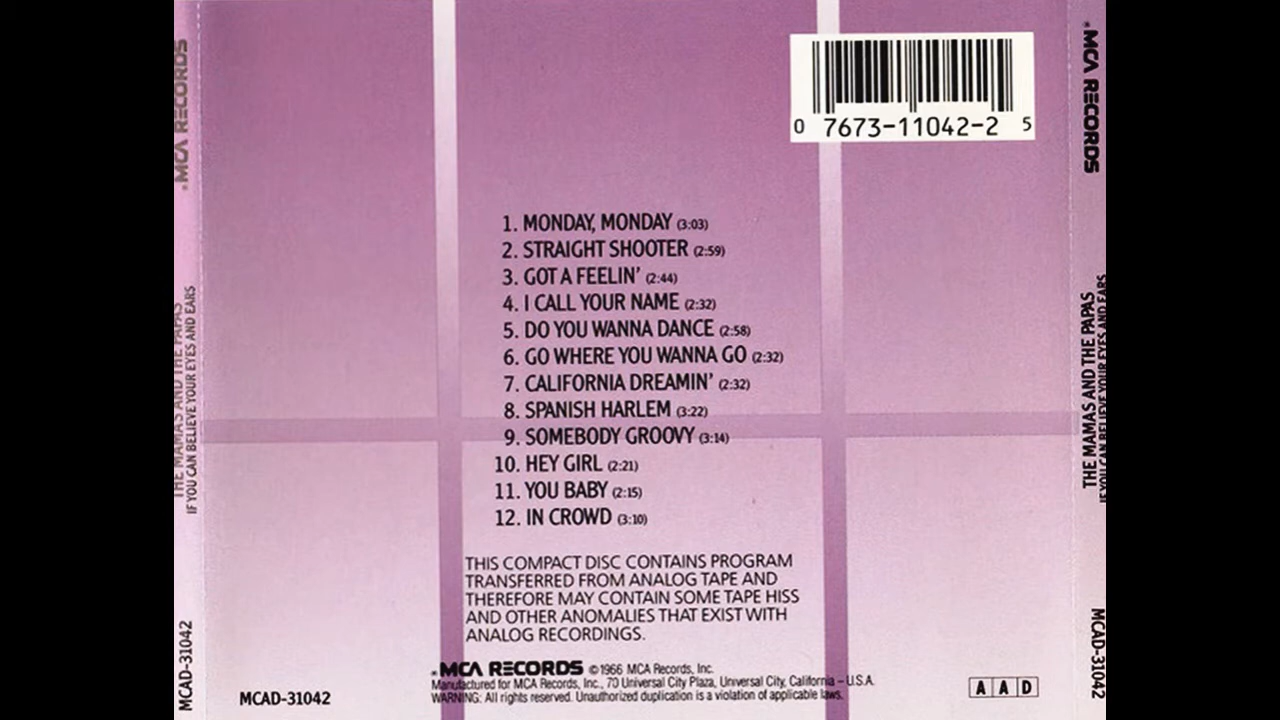 MCA RECORDS
THE MAMAS AND THE PAPAS
IF YOU CAN BELIEVE YOUR EYES AND EARS
MCAD-31042
0 7673-11042-2 5
1. MONDAY, MONDAY (3:03)
2. STRAIGHT SHOOTER (2:59)
3. GOT A FEELIN' (2:44)
4. I CALL YOUR NAME (2:32)
5. DO YOU WANNA DANCE (2:58)
6. GO WHERE YOU WANNA GO (2:32)
7. CALIFORNIA DREAMIN' (2:32)
8. SPANISH HARLEM (3:22)
9. SOMEBODY GROOVY (3:14)
10. HEY GIRL (2:21)
11. YOU BABY (2:15)
12. IN CROWD (3:10)
THIS COMPACT DISC CONTAINS PROGRAM
TRANSFERRED FROM ANALOG TAPE AND
THEREFORE MAY CONTAIN SOME TAPE HISS
AND OTHER ANOMALIES THAT EXIST WITH
ANALOG RECORDINGS.
MCA RECORDS ©1966 MCA Records, Inc.
Manufactured for MCA Records, Inc., 70 Universal City Plaza, Universal City, California – U.S.A.
WARNING: All rights reserved. Unauthorized duplication is a violation of applicable laws.
MCAD-31042
A A D
MCA RECORDS
THE MAMAS AND THE PAPAS
IF YOU CAN BELIEVE YOUR EYES AND EARS
MCAD-31042